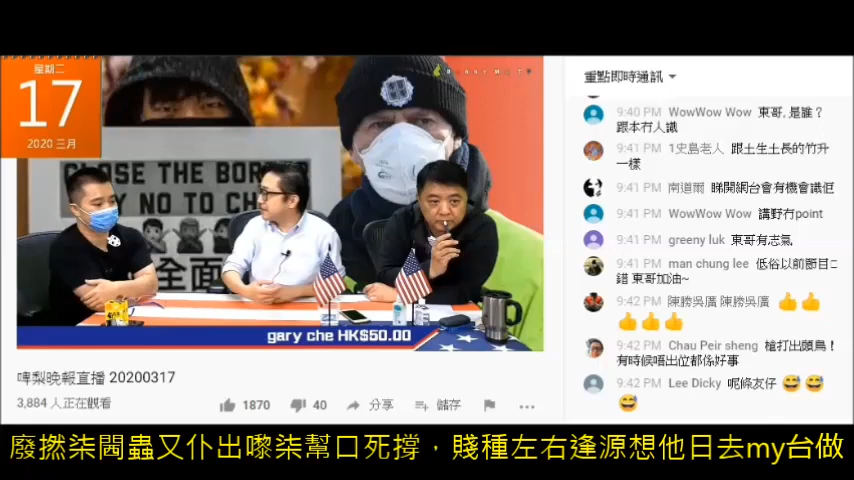 星期二
17
2020 三月
CLOSE THE BORDER
SAY NO TO CH
全面
gary che HK$50.00
啤梨晚報直播 20200317
3,884 人正在觀看
1870
40
分享
儲存
重點即時通訊
9:40 PM WowWow Wow 東哥, 是誰？
跟本冇人識
9:41 PM 1史島老人 跟土生土長的竹升
一樣
9:41 PM 南道爾 睇開網台會有機會識佢
9:41 PM WowWow Wow 講野冇point
9:41 PM greeny luk 東哥有志氣
9:41 PM man chung lee 低俗以前節目
錯 東哥加油~
9:42 PM 陳勝吳廣 陳勝吳廣 👍👍
👍👍👍
9:42 PM Chau Peir sheng 槍打出頭鳥！
有時候唔出位都係好事
9:42 PM Lee Dicky 呢條友仔 😅😅
😅
廢撚柒閪蟲又仆出嚟柒幫口死撐，賤種左右逢源想他日去my台做